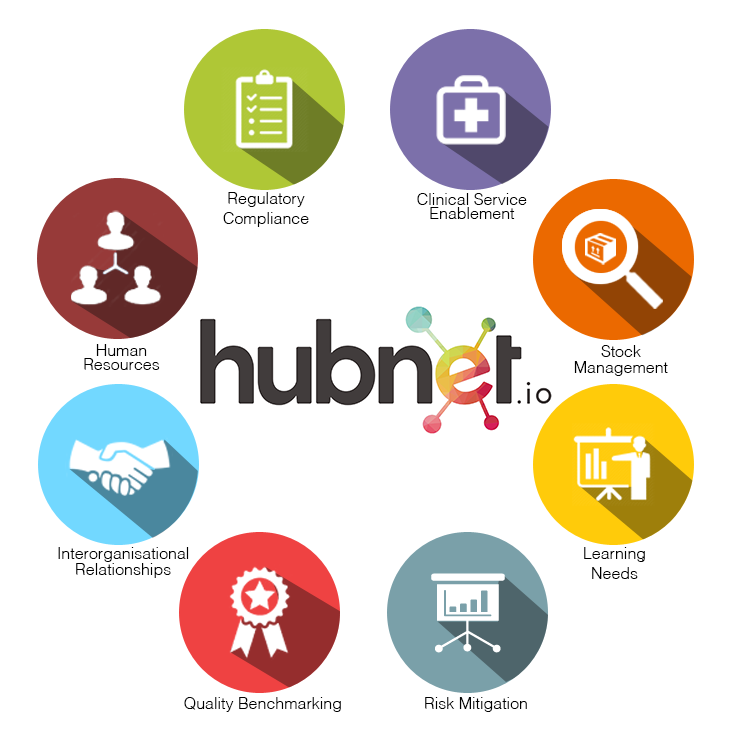 Regulatory
Compliance
Clinical Service
Enablement
Human
Resources
hubnet.io
Stock
Management
Interorganisational
Relationships
Learning
Needs
Quality Benchmarking
Risk Mitigation